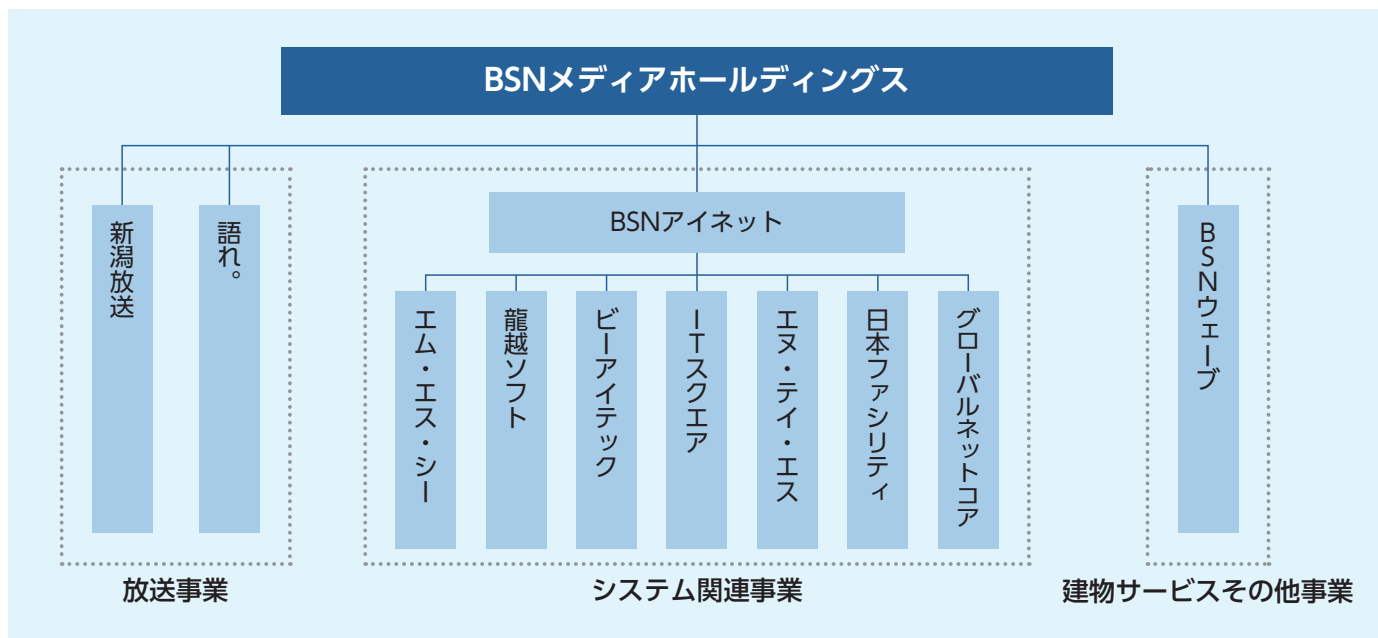 BSNメディアホールディングス
新潟放送
語れ。
BSNアイネット
エム・エス・シー
龍越ソフト
ビーアイテック
ITスクエア
エヌ・テイ・エス
日本ファシリティ
グローバルネットコア
BSNウェーブ
放送事業
システム関連事業
建物サービスその他事業